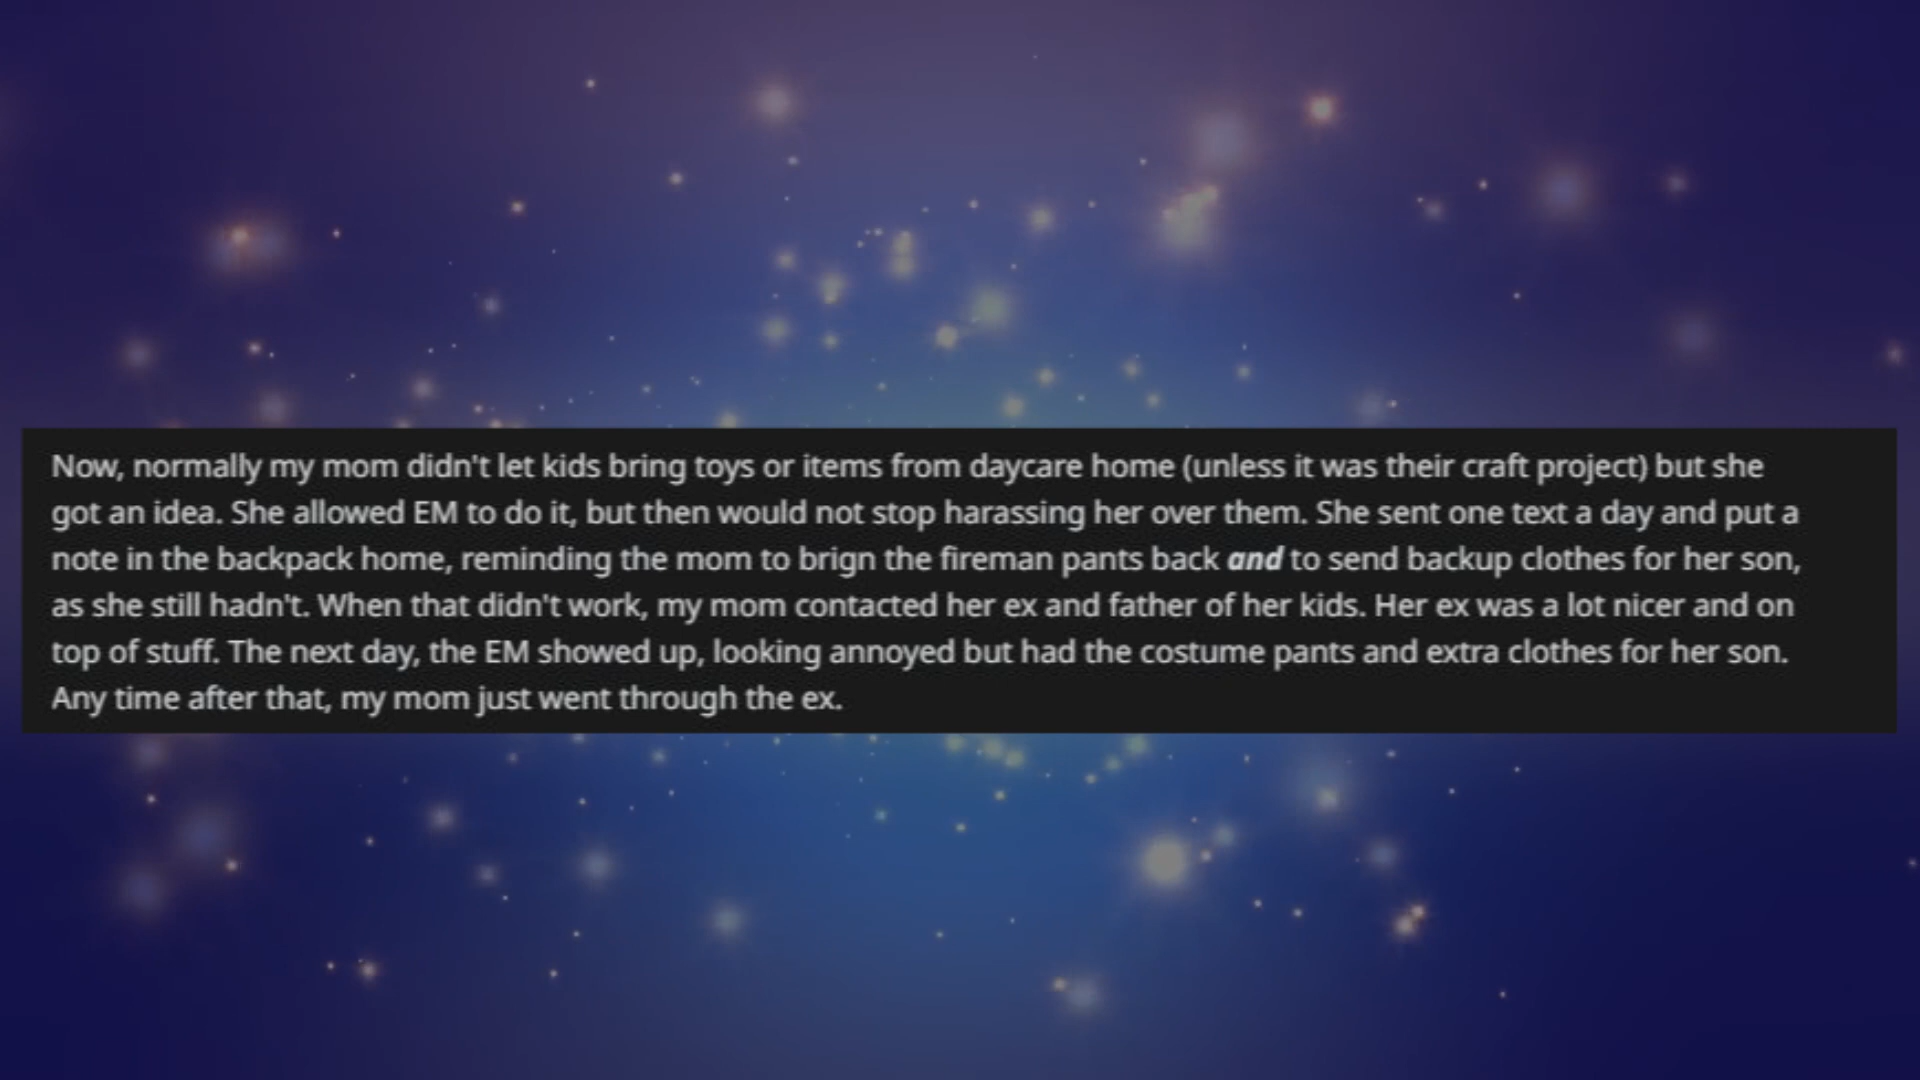 Now, normally my mom didn't let kids bring toys or items from daycare home (unless it was their craft project) but she
got an idea. She allowed EM to do it, but then would not stop harassing her over them. She sent one text a day and put a
note in the backpack home, reminding the mom to brign the fireman pants back and to send backup clothes for her son,
as she still hadn't. When that didn't work, my mom contacted her ex and father of her kids. Her ex was a lot nicer and on
top of stuff. The next day, the EM showed up, looking annoyed but had the costume pants and extra clothes for her son.
Any time after that, my mom just went through the ex.